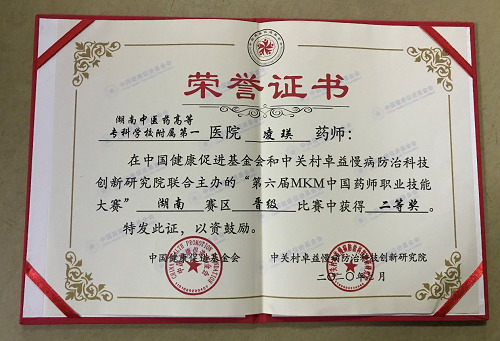 荣誉证书
湖南中医药高等
专科学校附属第一 医院 凌瑛 药师：
在中国健康促进基金会和中关村卓益慢病防治科技
创新研究院联合主办的“第六届MKM中国药师职业技能
大赛” 湖南 赛区 晋级 比赛中获得 二等奖。
特发此证，以资鼓励。
中国健康促进基金会 中关村卓益慢病防治科技创新研究院
二〇二〇年 月